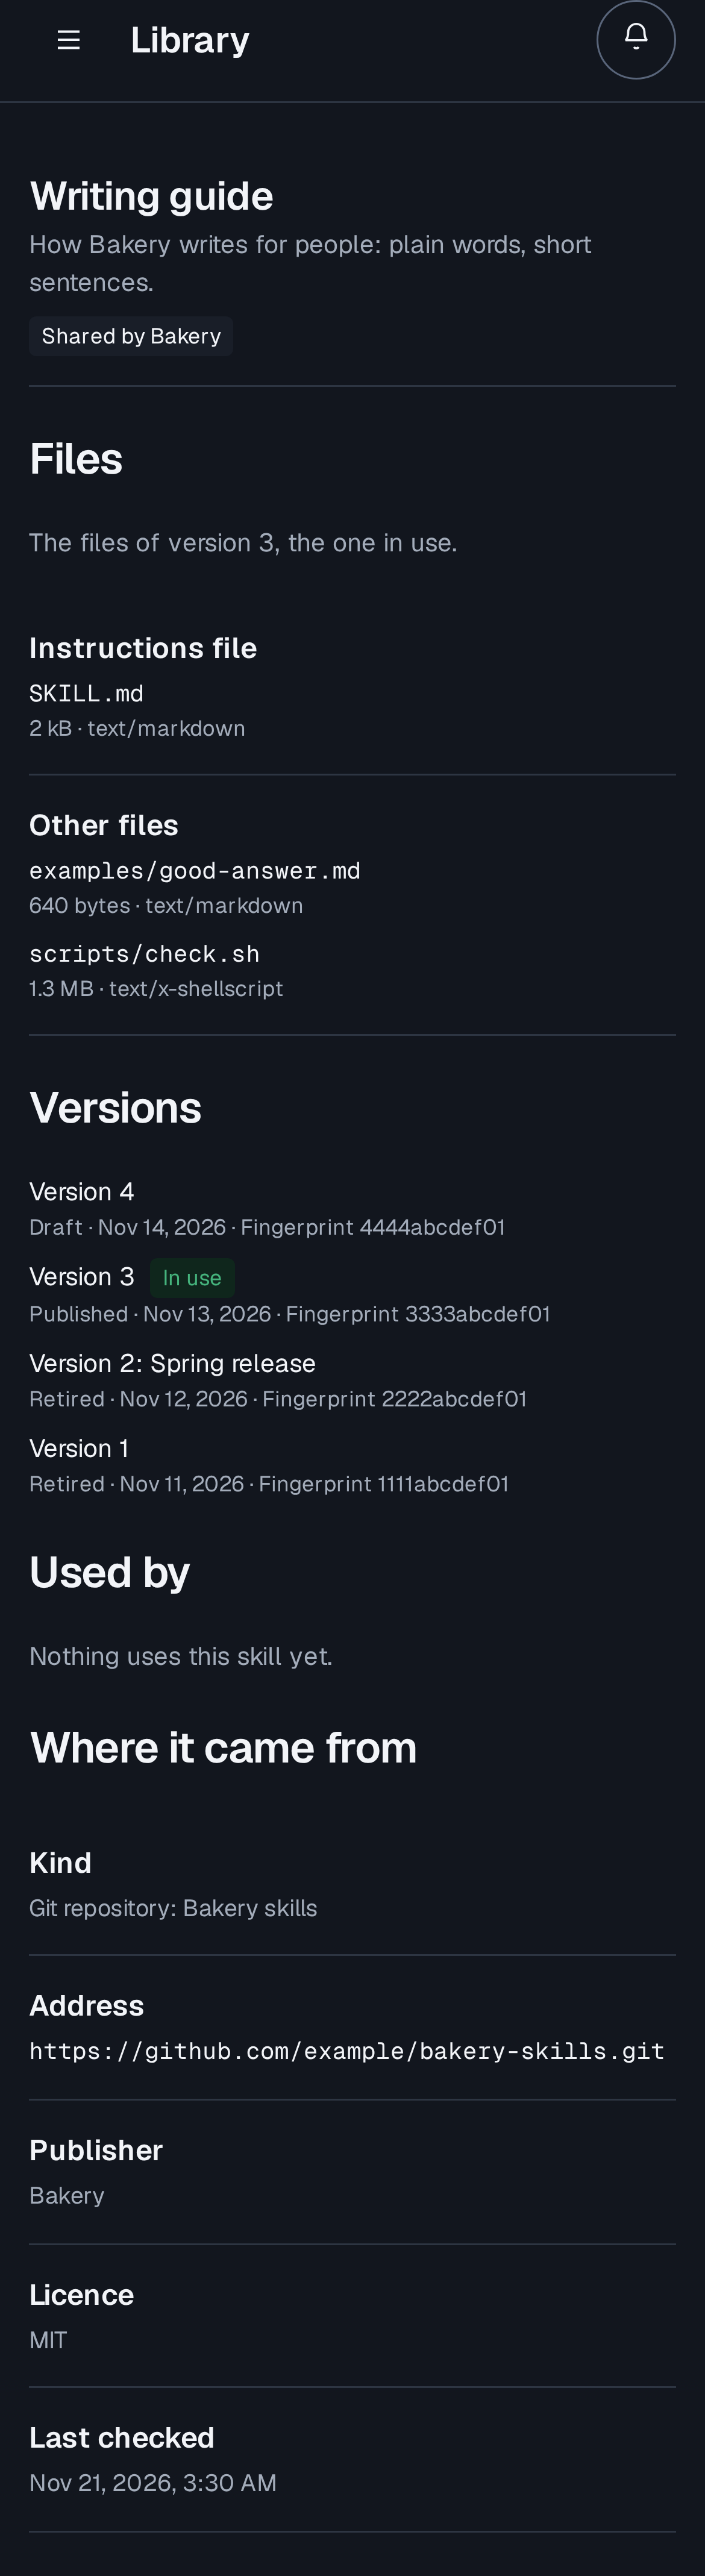 Library
Writing guide
How Bakery writes for people: plain words, short
sentences.
Shared by Bakery
Files
The files of version 3, the one in use.
Instructions file
SKILL.md
2 kB · text/markdown
Other files
examples/good-answer.md
640 bytes · text/markdown
scripts/check.sh
1.3 MB · text/x-shellscript
Versions
Version 4
Draft · Nov 14, 2026 · Fingerprint 4444abcdef01
Version 3 In use
Published · Nov 13, 2026 · Fingerprint 3333abcdef01
Version 2: Spring release
Retired · Nov 12, 2026 · Fingerprint 2222abcdef01
Version 1
Retired · Nov 11, 2026 · Fingerprint 1111abcdef01
Used by
Nothing uses this skill yet.
Where it came from
Kind
Git repository: Bakery skills
Address
https://github.com/example/bakery-skills.git
Publisher
Bakery
Licence
MIT
Last checked
Nov 21, 2026, 3:30 AM